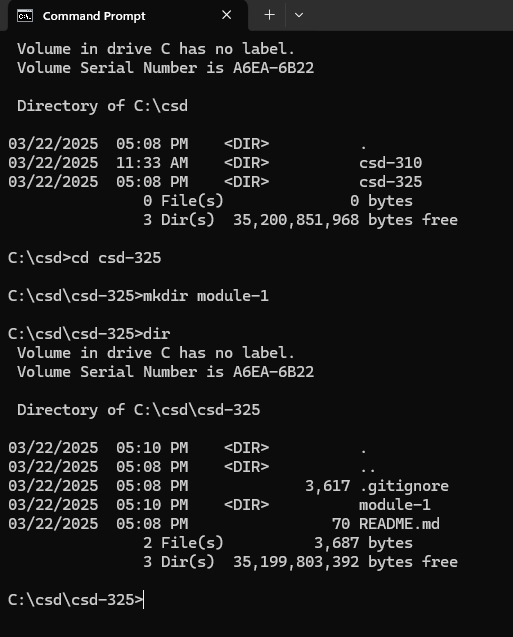 Command Prompt
Volume in drive C has no label.
Volume Serial Number is A6EA-6B22
Directory of C:\csd
03/22/2025  05:08 PM    <DIR>          .
03/22/2025  11:33 AM    <DIR>          csd-310
03/22/2025  05:08 PM    <DIR>          csd-325
0 File(s)              0 bytes
3 Dir(s)  35,200,851,968 bytes free
C:\csd>cd csd-325
C:\csd\csd-325>mkdir module-1
C:\csd\csd-325>dir
Volume in drive C has no label.
Volume Serial Number is A6EA-6B22
Directory of C:\csd\csd-325
03/22/2025  05:10 PM    <DIR>          .
03/22/2025  05:08 PM    <DIR>          ..
03/22/2025  05:08 PM             3,617 .gitignore
03/22/2025  05:10 PM    <DIR>          module-1
03/22/2025  05:08 PM                70 README.md
2 File(s)          3,687 bytes
3 Dir(s)  35,199,803,392 bytes free
C:\csd\csd-325>